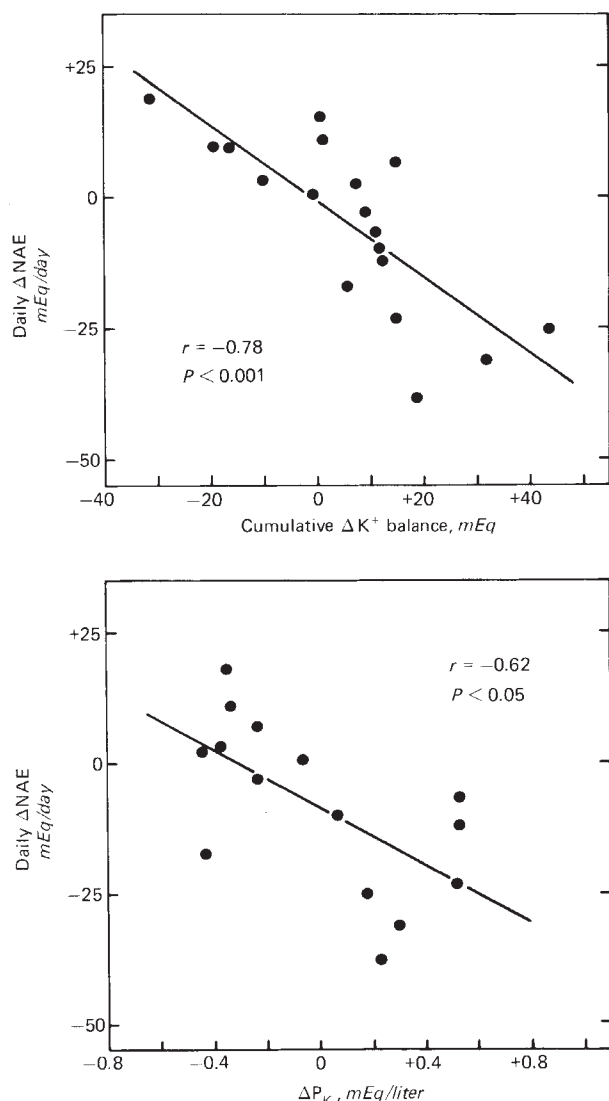 +25
0
−25
−50
Daily ΔNAE
mEq/day
r = −0.78
P < 0.001
−40
−20
0
+20
+40
Cumulative ΔK⁺ balance, mEq
+25
0
−25
−50
Daily ΔNAE
mEq/day
r = −0.62
P < 0.05
−0.8
−0.4
0
+0.4
+0.8
ΔP_K, mEq/liter